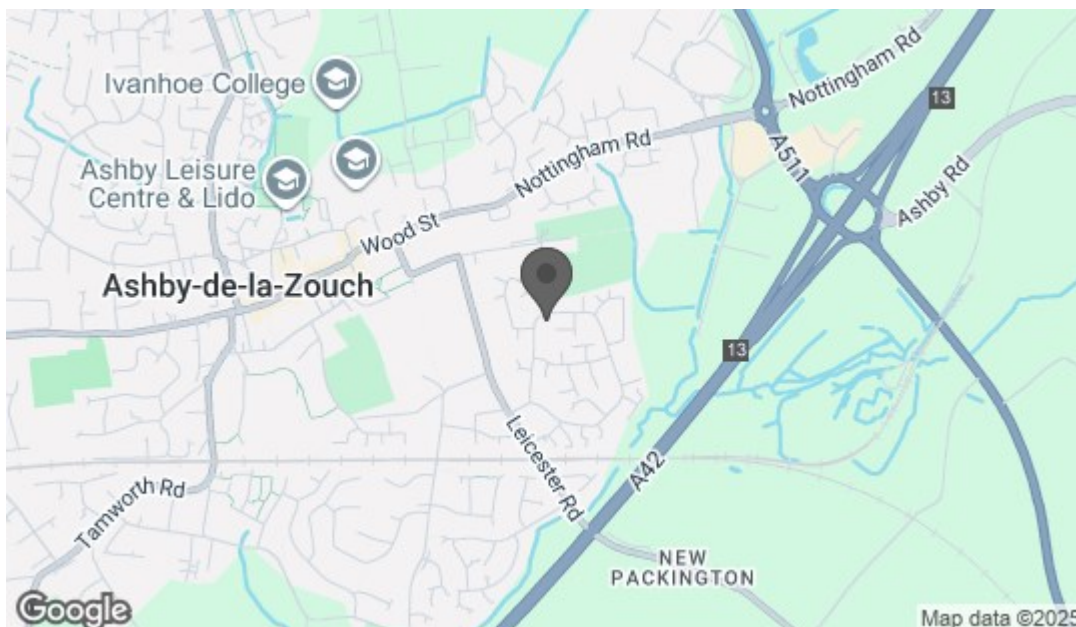 Ivanhoe College
Nottingham Rd
13
A511
Nottingham Rd
Ashby Leisure
Centre & Lido
Ashby Rd
Wood St
Ashby-de-la-Zouch
13
Leicester Rd
A42
Tamworth Rd
NEW
PACKINGTON
Google
Map data ©2025